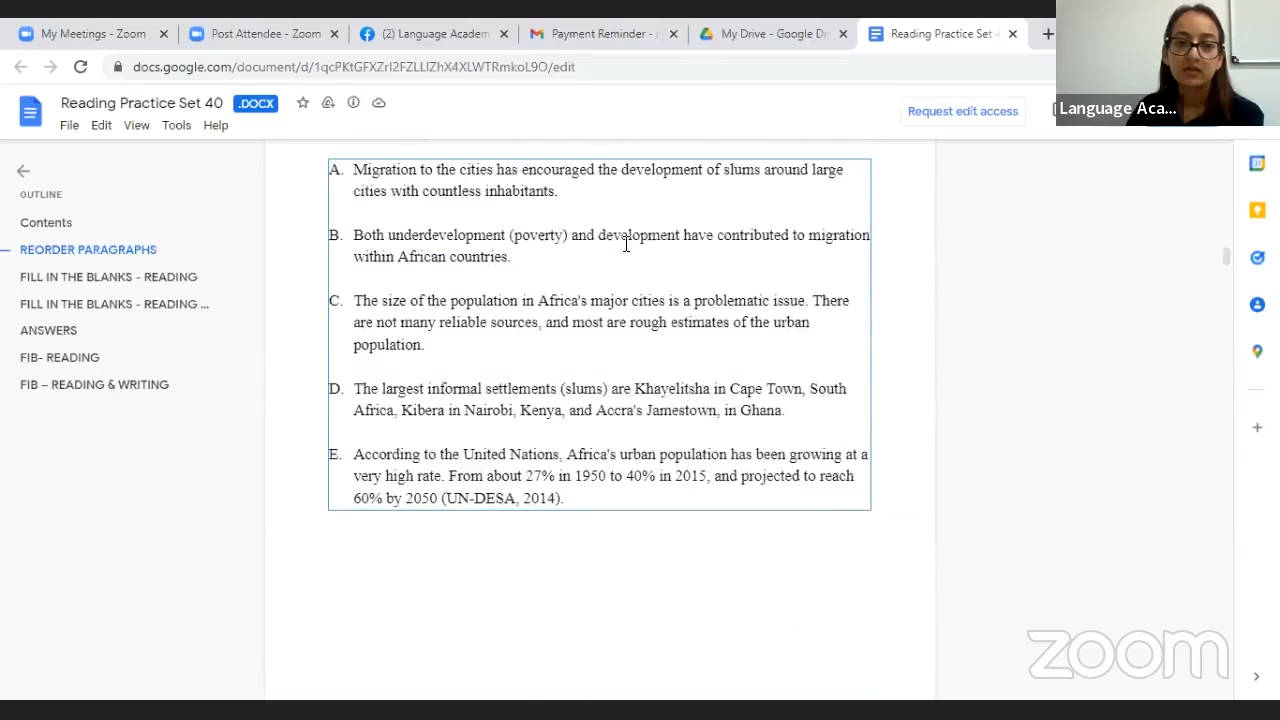 My Meetings - Zoom
Post Attendee - Zoom
(2) Language Academ
Payment Reminder -
My Drive - Google Dr
Reading Practice Set 4
docs.google.com/document/d/1qcPKtGFXZrl2FZLLlZhX4XLWTRmkoL9O/edit
Reading Practice Set 40
.DOCX
File Edit View Tools Help
Request edit access
Language Aca...
OUTLINE
Contents
REORDER PARAGRAPHS
FILL IN THE BLANKS - READING
FILL IN THE BLANKS - READING ...
ANSWERS
FIB- READING
FIB – READING & WRITING
A. Migration to the cities has encouraged the development of slums around large
cities with countless inhabitants.
B. Both underdevelopment (poverty) and development have contributed to migration
within African countries.
C. The size of the population in Africa's major cities is a problematic issue. There
are not many reliable sources, and most are rough estimates of the urban
population.
D. The largest informal settlements (slums) are Khayelitsha in Cape Town, South
Africa, Kibera in Nairobi, Kenya, and Accra's Jamestown, in Ghana.
E. According to the United Nations, Africa's urban population has been growing at a
very high rate. From about 27% in 1950 to 40% in 2015, and projected to reach
60% by 2050 (UN-DESA, 2014).
zoom